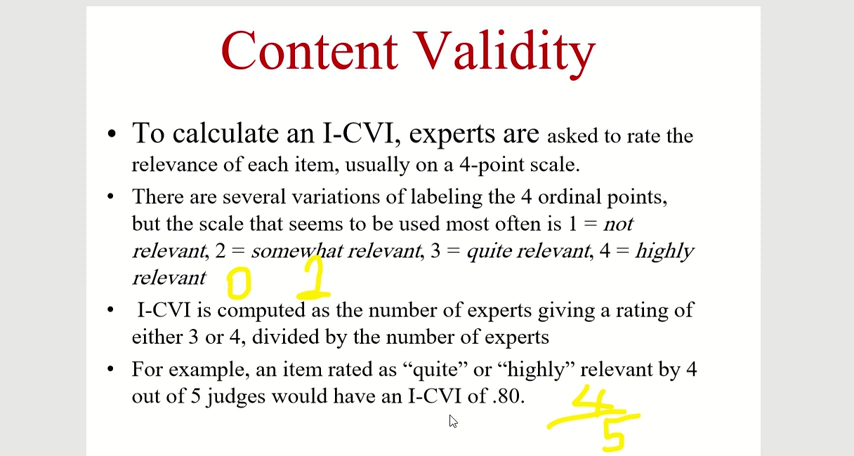 Content Validity
• To calculate an I-CVI, experts are asked to rate the
relevance of each item, usually on a 4-point scale.
• There are several variations of labeling the 4 ordinal points,
but the scale that seems to be used most often is 1 = not
relevant, 2 = somewhat relevant, 3 = quite relevant, 4 = highly
relevant
0 1
• I-CVI is computed as the number of experts giving a rating of
either 3 or 4, divided by the number of experts
• For example, an item rated as “quite” or “highly” relevant by 4
out of 5 judges would have an I-CVI of .80.
4
5